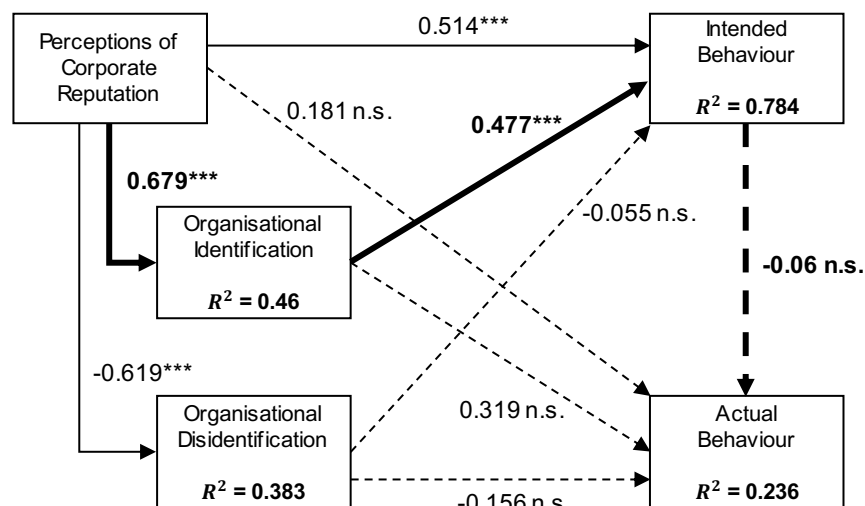 Perceptions of
Corporate
Reputation
0.514***
Intended
Behaviour
R² = 0.784
0.181 n.s.
0.477***
0.679***
Organisational
Identification
R² = 0.46
-0.055 n.s.
-0.06 n.s.
-0.619***
0.319 n.s.
Organisational
Disidentification
R² = 0.383
Actual
Behaviour
R² = 0.236
-0.156 n.s.